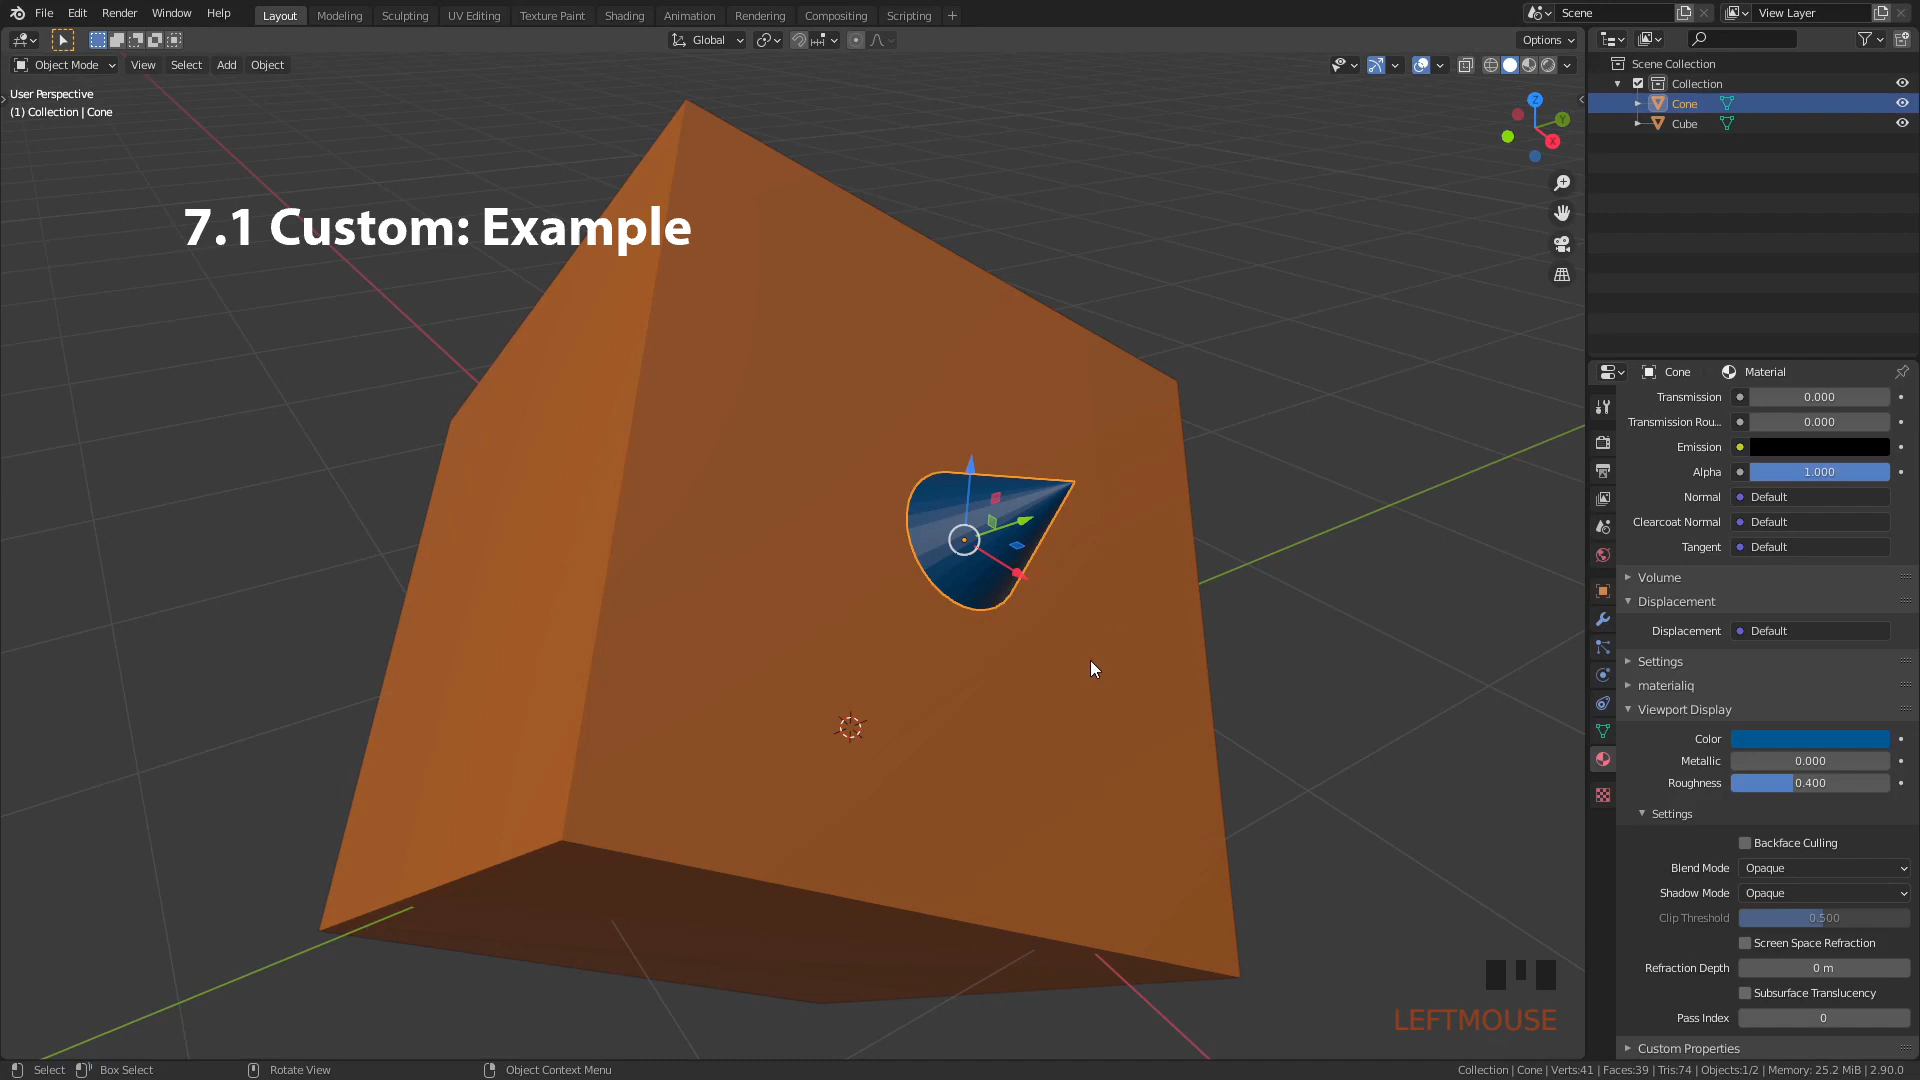 File Edit Render Window Help
Layout Modeling Sculpting UV Editing Texture Paint Shading Animation Rendering Compositing Scripting +
Scene
View Layer
Global
Options
Object Mode View Select Add Object
User Perspective
(1) Collection | Cone
7.1 Custom: Example
Z
Y
X
LEFTMOUSE
Scene Collection
Collection
Cone
Cube
Cone Material
Transmission 0.000
Transmission Rou... 0.000
Emission
Alpha 1.000
Normal Default
Clearcoat Normal Default
Tangent Default
Volume
Displacement
Displacement Default
Settings
materialiq
Viewport Display
Color
Metallic 0.000
Roughness 0.400
Settings
Backface Culling
Blend Mode Opaque
Shadow Mode Opaque
Clip Threshold 0.500
Screen Space Refraction
Refraction Depth 0 m
Subsurface Translucency
Pass Index 0
Custom Properties
Select Box Select Rotate View Object Context Menu
Collection | Cone | Verts:41 | Faces:39 | Tris:74 | Objects:1/2 | Memory: 25.2 MiB | 2.90.0